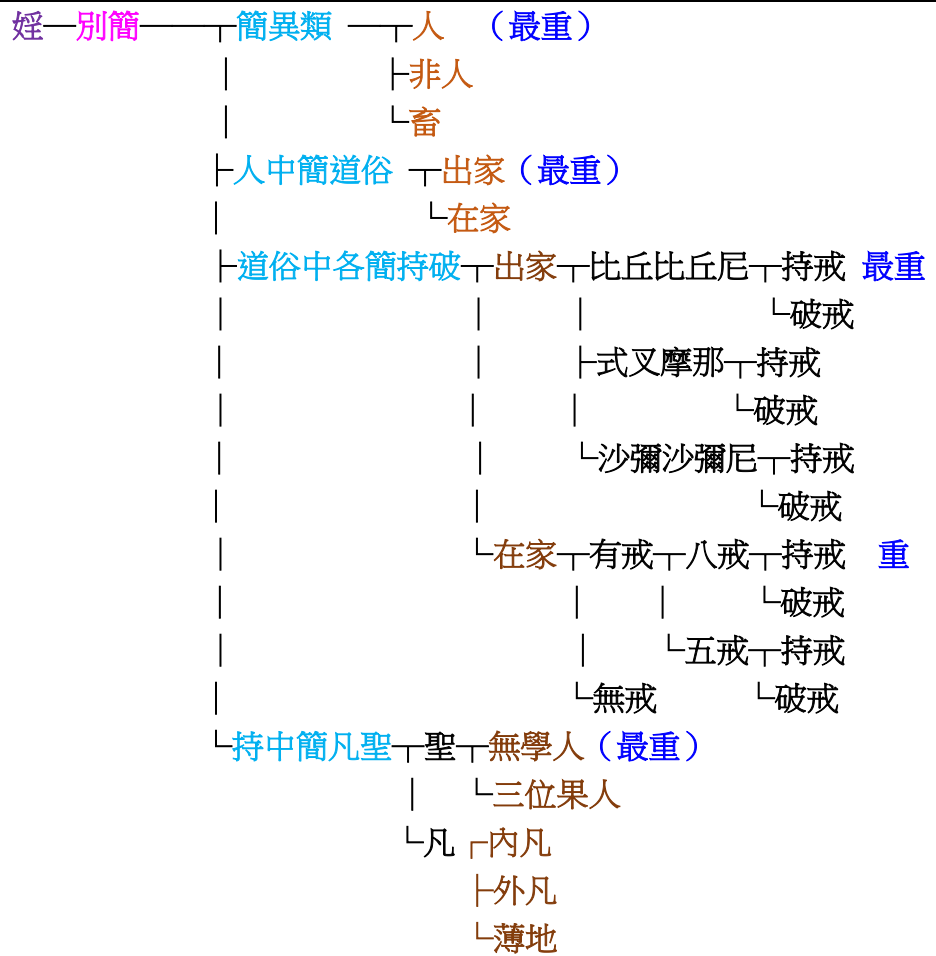 婬─別簡──┬簡異類 ─┬人 （最重）
│ ├非人
│ └畜
├人中簡道俗 ┬出家（最重）
│ └在家
├道俗中各簡持破┬出家┬比丘比丘尼┬持戒 最重
│ │ │ └破戒
│ │ ├式叉摩那┬持戒
│ │ │ └破戒
│ │ └沙彌沙彌尼┬持戒
│ │ └破戒
│ └在家┬有戒┬八戒┬持戒 重
│ │ │ └破戒
│ │ └五戒┬持戒
│ └無戒 └破戒
└持中簡凡聖┬聖┬無學人（最重）
│ └三位果人
└凡┌內凡
├外凡
└薄地